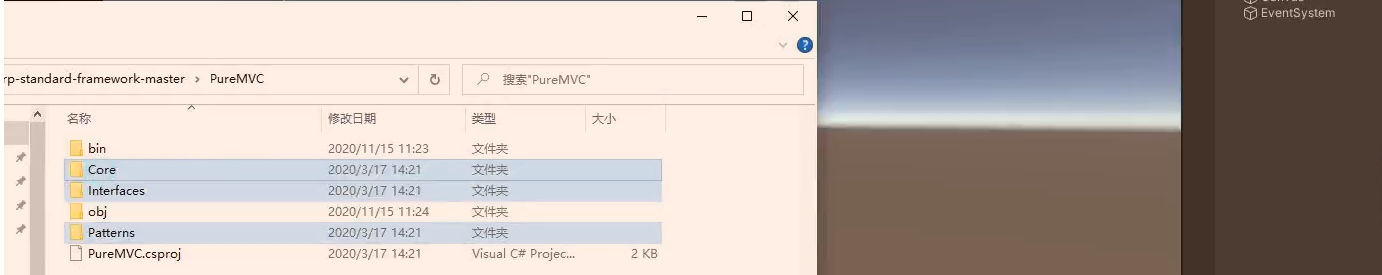 EventSystem
rp-standard-framework-master > PureMVC
搜索"PureMVC"
名称 修改日期 类型 大小
bin 2020/11/15 11:23 文件夹
Core 2020/3/17 14:21 文件夹
Interfaces 2020/3/17 14:21 文件夹
obj 2020/11/15 11:24 文件夹
Patterns 2020/3/17 14:21 文件夹
PureMVC.csproj 2020/3/17 14:21 Visual C# Projec... 2 KB